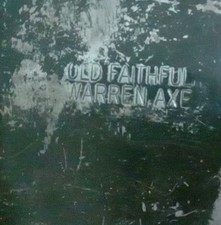 OLD FAITHFUL
WARREN AXE